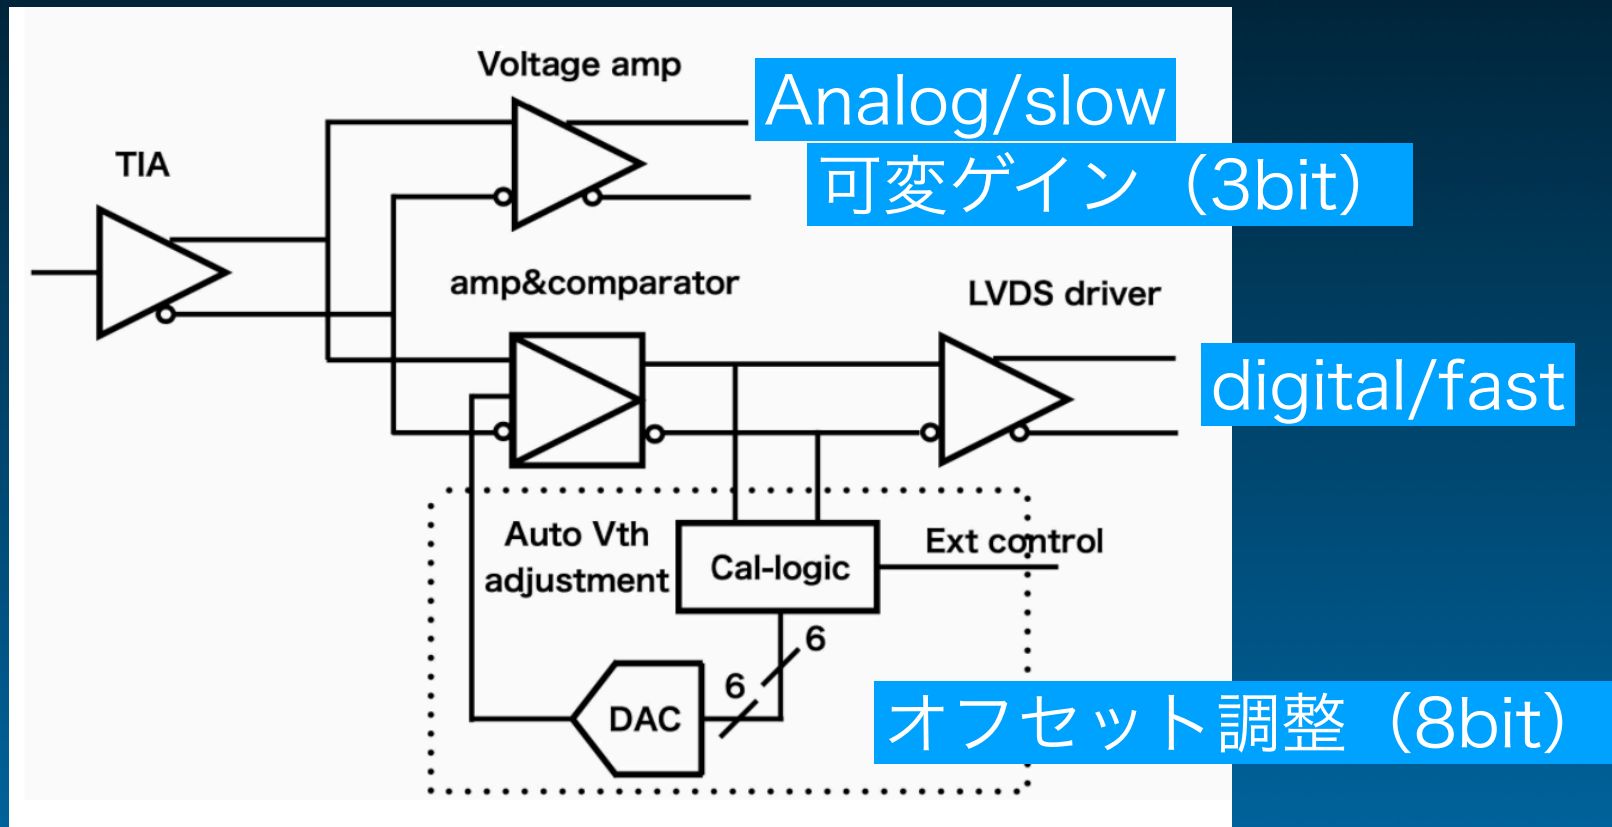 Voltage amp
Analog/slow
可変ゲイン（3bit）
TIA
amp&comparator
LVDS driver
digital/fast
Auto Vth
adjustment
Cal-logic
Ext control
6
6
DAC
オフセット調整（8bit）